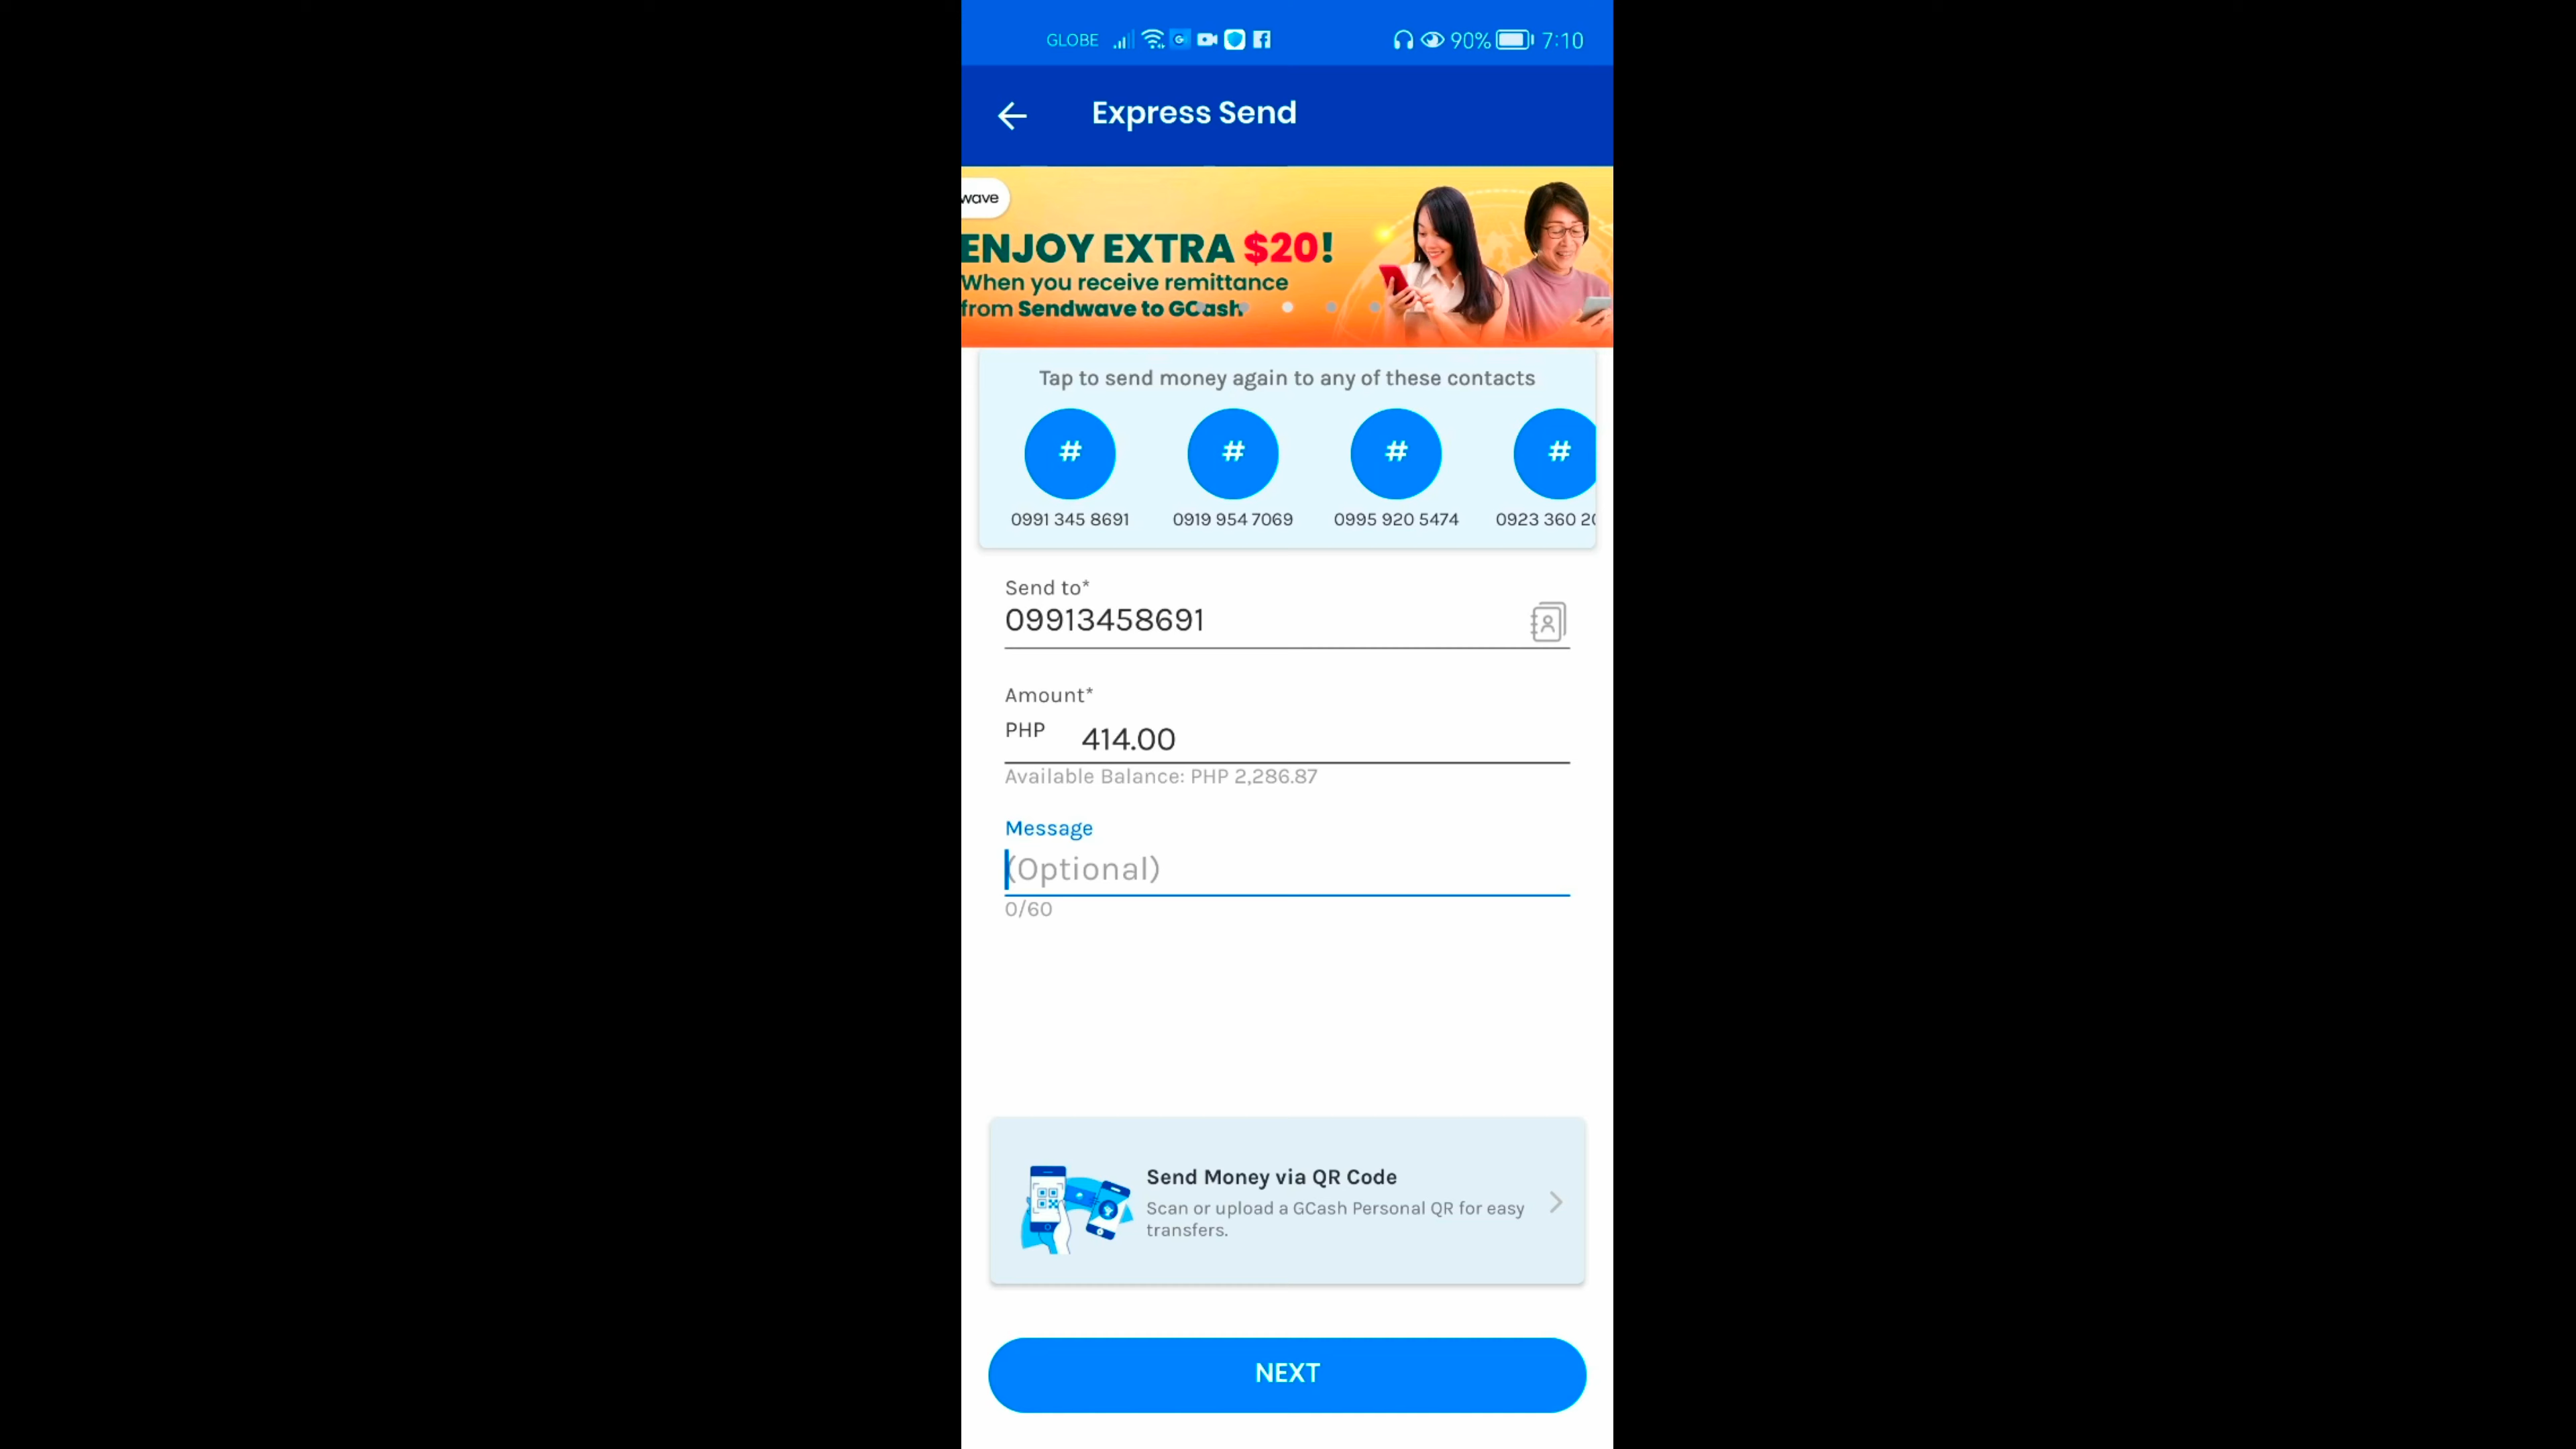 GLOBE 90% 7:10
Express Send
wave
ENJOY EXTRA $20!
When you receive remittance
from Sendwave to GCash
Tap to send money again to any of these contacts
# # # #
0991 345 8691 0919 954 7069 0995 920 5474 0923 360 20
Send to*
09913458691
Amount*
PHP 414.00
Available Balance: PHP 2,286.87
Message
(Optional)
0/60
Send Money via QR Code
Scan or upload a GCash Personal QR for easy
transfers.
NEXT